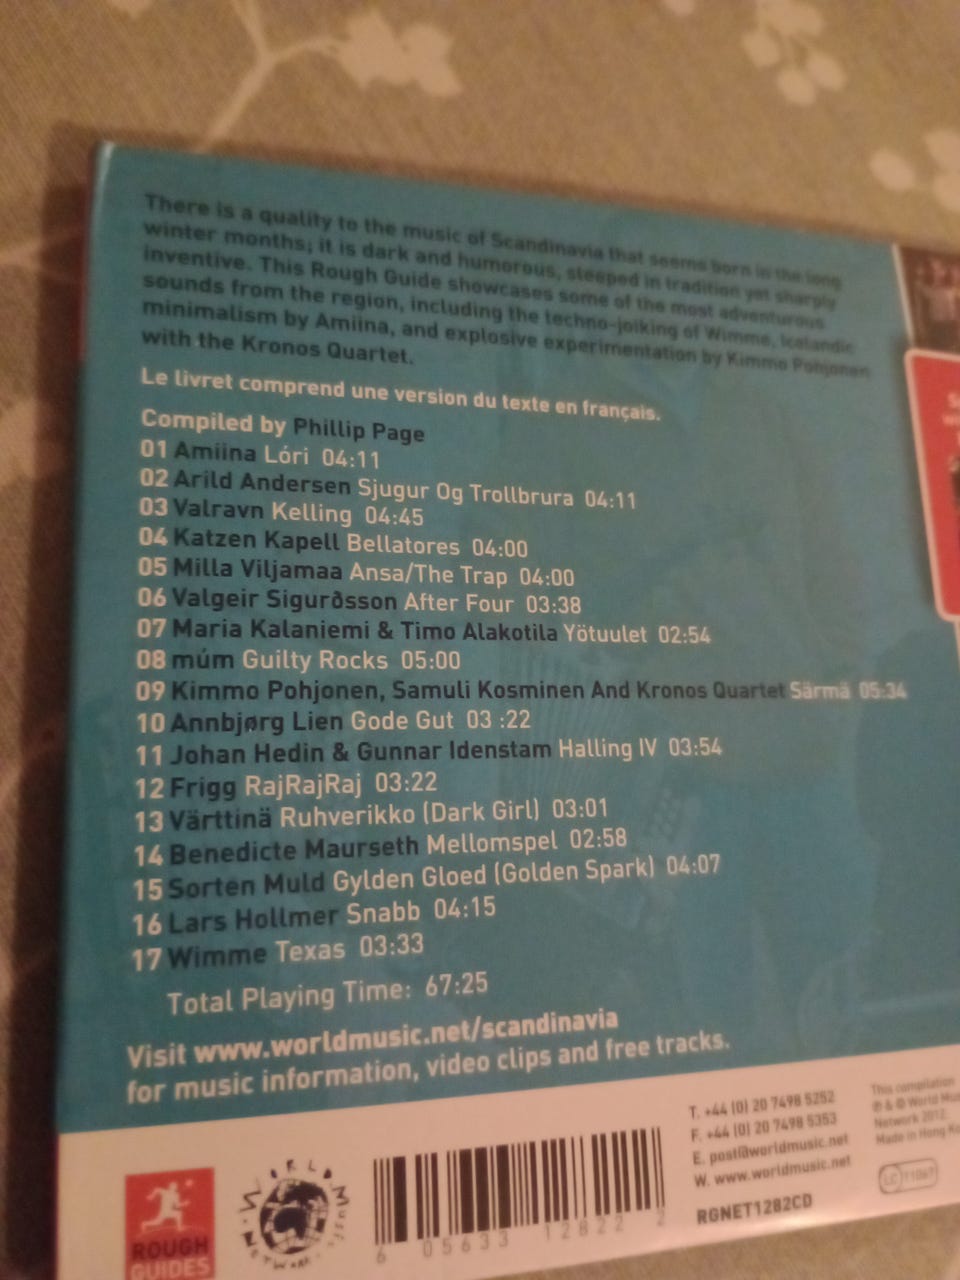 There is a quality to the music of Scandinavia that seems born in the long
winter months; it is dark and humorous, steeped in tradition yet sharply
inventive. This Rough Guide showcases some of the most adventurous
sounds from the region, including the techno-joiking of Wimme, Icelandic
minimalism by Amiina, and explosive experimentation by Kimmo Pohjonen
with the Kronos Quartet.
Le livret comprend une version du texte en français.
Compiled by Phillip Page
01 Amiina Lóri 04:11
02 Arild Andersen Sjugur Og Trollbrura 04:11
03 Valravn Kelling 04:45
04 Katzen Kapell Bellatores 04:00
05 Milla Viljamaa Ansa/The Trap 04:00
06 Valgeir Sigurðsson After Four 03:38
07 Maria Kalaniemi & Timo Alakotila Yötuulet 02:54
08 múm Guilty Rocks 05:00
09 Kimmo Pohjonen, Samuli Kosminen And Kronos Quartet Särmä 05:34
10 Annbjørg Lien Gode Gut 03 :22
11 Johan Hedin & Gunnar Idenstam Halling IV 03:54
12 Frigg RajRajRaj 03:22
13 Värttinä Ruhverikko (Dark Girl) 03:01
14 Benedicte Maurseth Mellomspel 02:58
15 Sorten Muld Gylden Gloed (Golden Spark) 04:07
16 Lars Hollmer Snabb 04:15
17 Wimme Texas 03:33
Total Playing Time: 67:25
Visit www.worldmusic.net/scandinavia
for music information, video clips and free tracks.
ROUGH
GUIDES
WORLD MUSIC NETWORK
6 05633 12822 2
T. +44 (0) 20 7498 5252
F. +44 (0) 20 7498 5353
E. post@worldmusic.net
W. www.worldmusic.net
RGNET1282CD
This compilation
℗ & © World
Network 2012.
Made in Hong
LC 11067